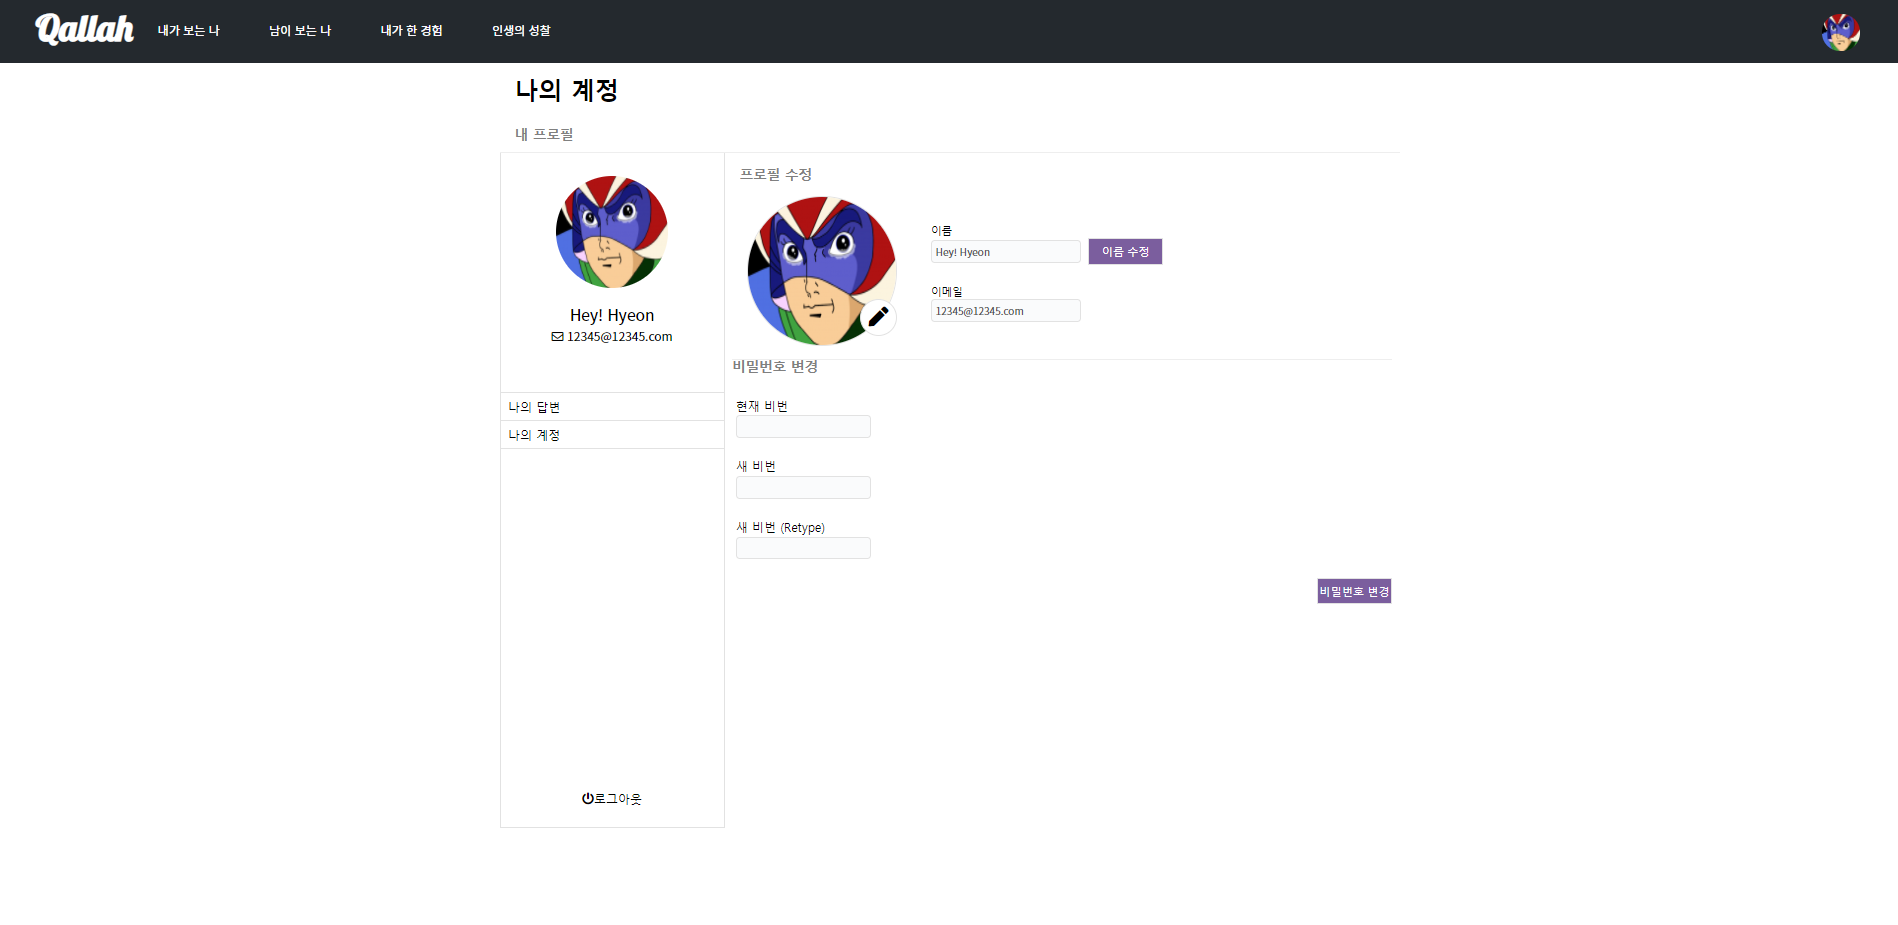 Qallah 내가 보는 나 남이 보는 나 내가 한 경험 인생의 성찰
나의 계정
내 프로필
Hey! Hyeon
12345@12345.com
나의 답변
나의 계정
로그아웃
프로필 수정
이름
Hey! Hyeon 이름 수정
이메일
12345@12345.com
비밀번호 변경
현재 비번
새 비번
새 비번 (Retype)
비밀번호 변경